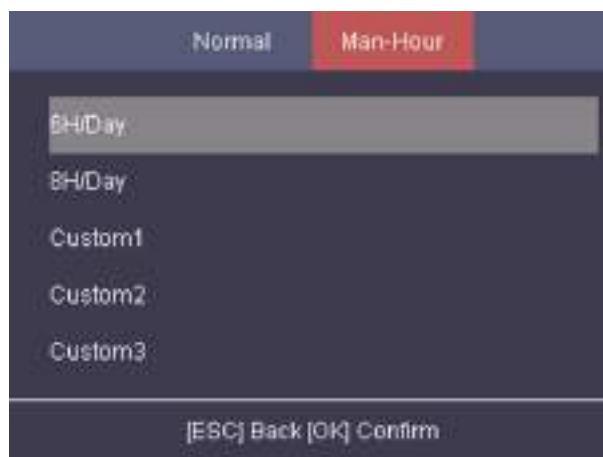 Normal Man-Hour
6H/Day
8H/Day
Custom1
Custom2
Custom3
[ESC] Back [OK] Confirm